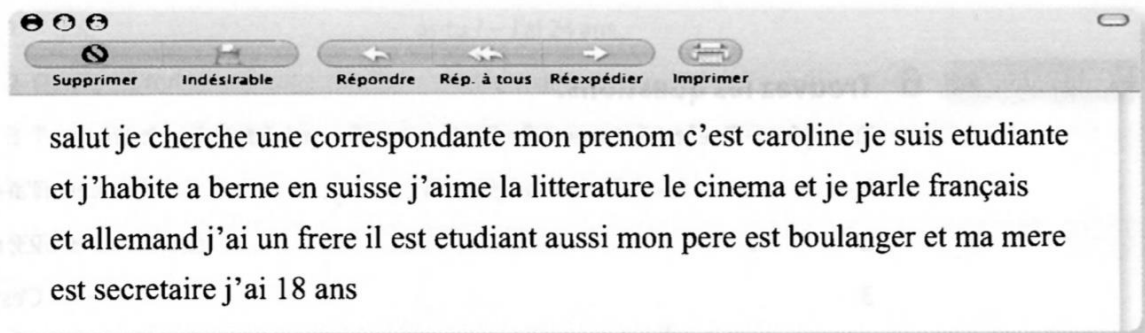 Supprimer Indésirable Répondre Rép. à tous Réexpédier Imprimer
salut je cherche une correspondante mon prenom c'est caroline je suis etudiante
et j'habite a berne en suisse j'aime la litterature le cinema et je parle français
et allemand j'ai un frere il est etudiant aussi mon pere est boulanger et ma mere
est secretaire j'ai 18 ans